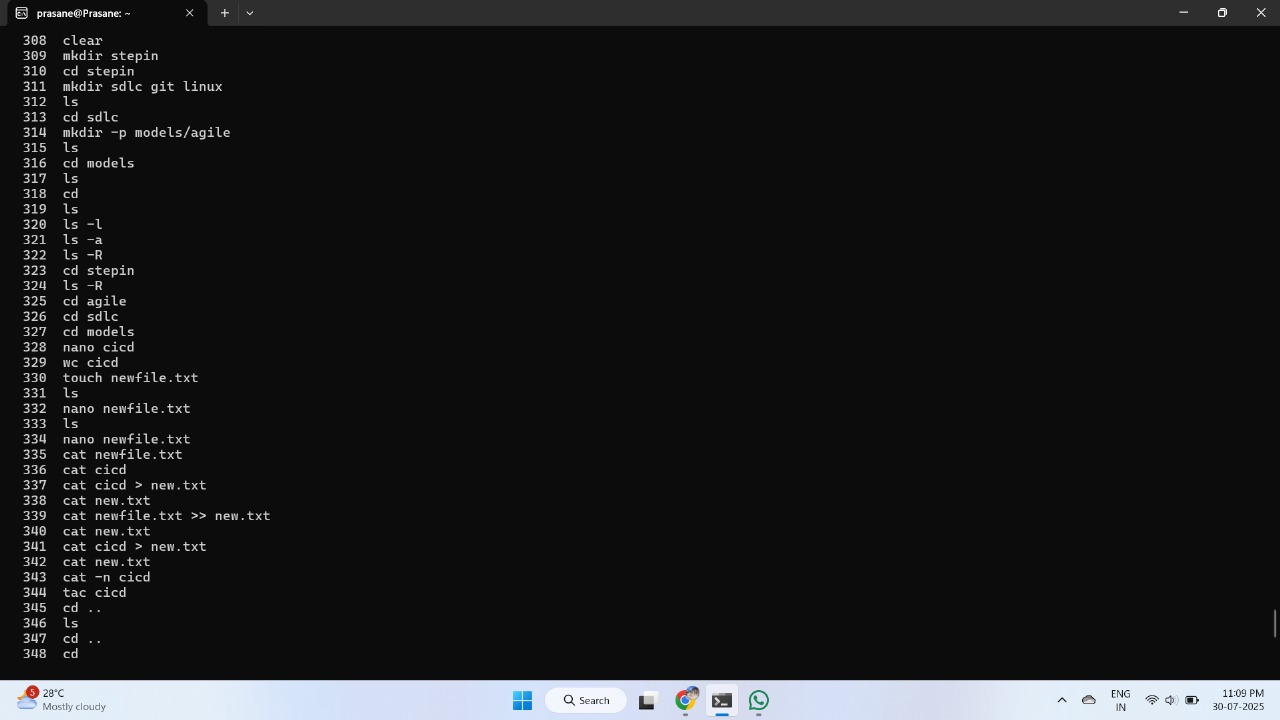 prasane@Prasane: ~
308 clear
309 mkdir stepin
310 cd stepin
311 mkdir sdlc git linux
312 ls
313 cd sdlc
314 mkdir -p models/agile
315 ls
316 cd models
317 ls
318 cd
319 ls
320 ls -l
321 ls -a
322 ls -R
323 cd stepin
324 ls -R
325 cd agile
326 cd sdlc
327 cd models
328 nano cicd
329 wc cicd
330 touch newfile.txt
331 ls
332 nano newfile.txt
333 ls
334 nano newfile.txt
335 cat newfile.txt
336 cat cicd
337 cat cicd > new.txt
338 cat new.txt
339 cat newfile.txt >> new.txt
340 cat new.txt
341 cat cicd > new.txt
342 cat new.txt
343 cat -n cicd
344 tac cicd
345 cd ..
346 ls
347 cd ..
348 cd
5
28°C
Mostly cloudy
Search
ENG
IN
11:09 PM
30-07-2025